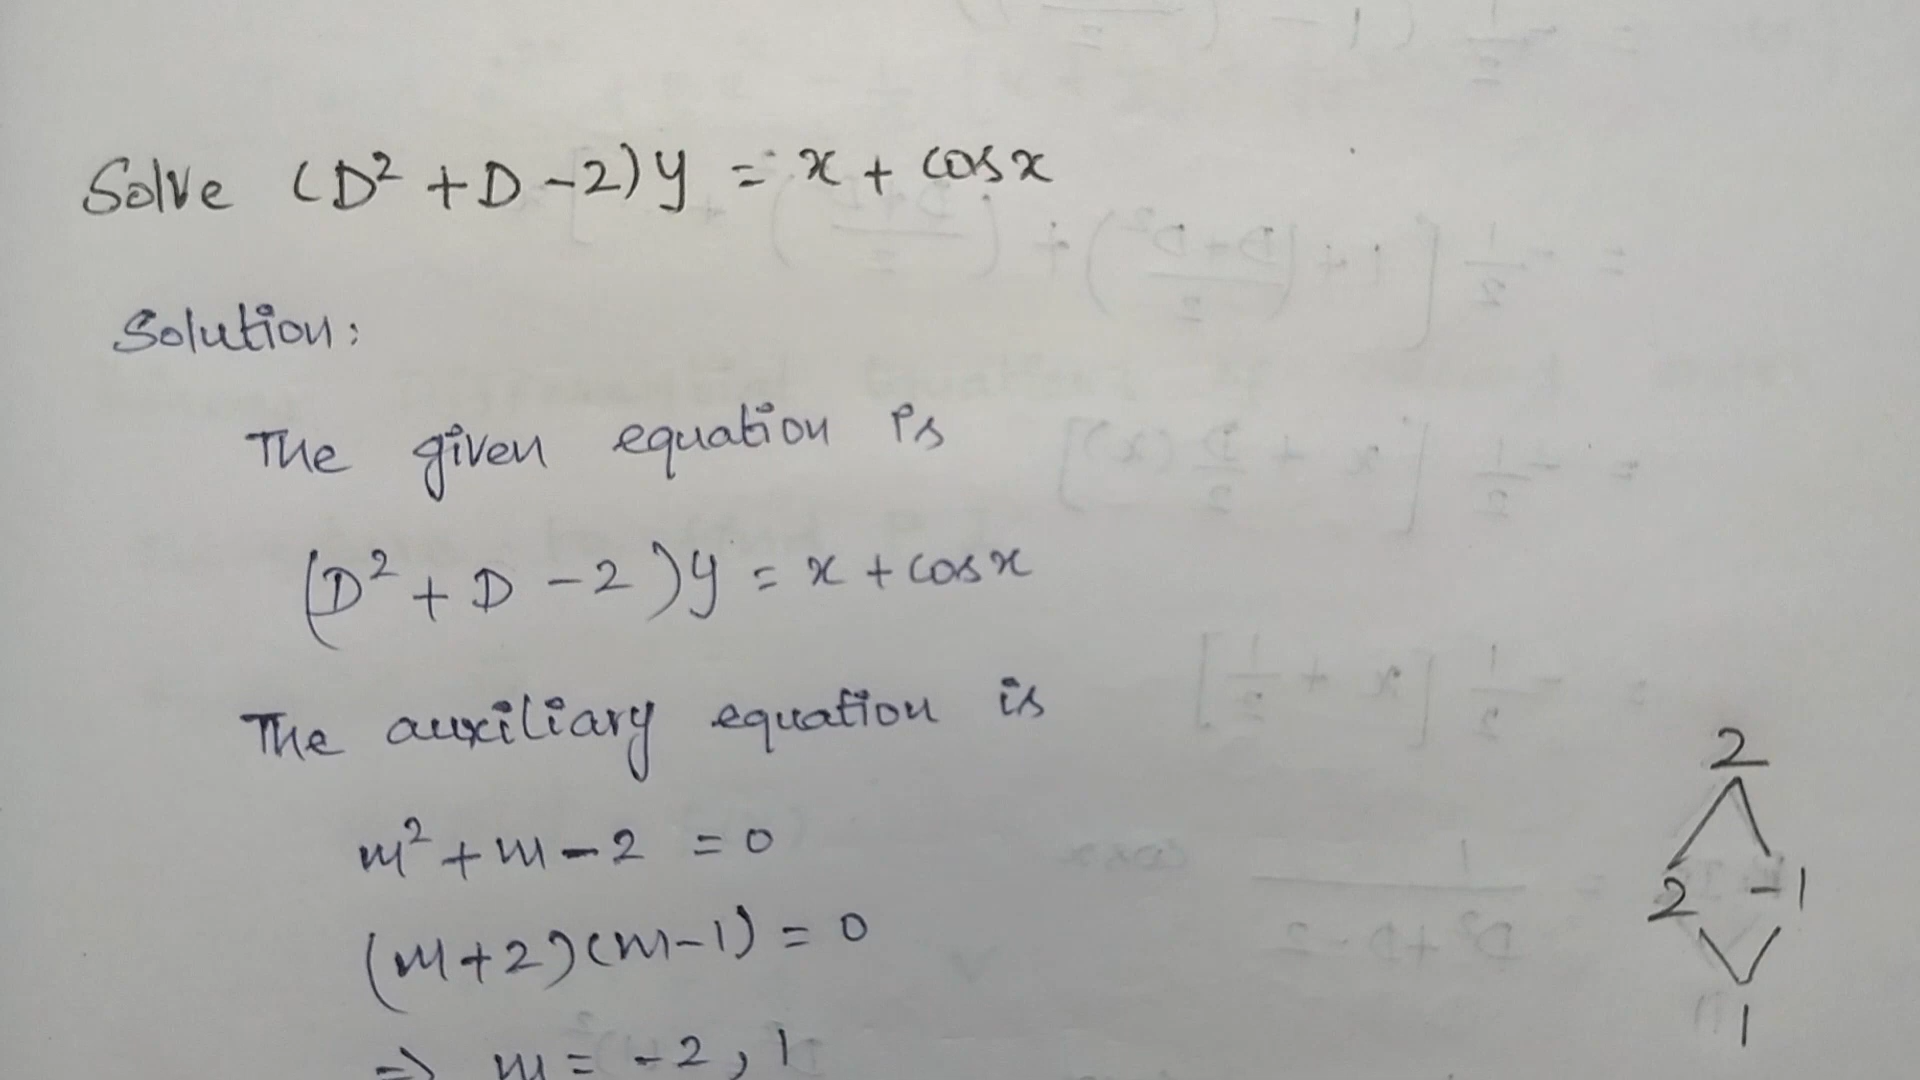 Solve (D² + D - 2) y = x + cos x
Solution:
The given equation is
(D² + D - 2) y = x + cos x
The auxiliary equation is
m² + m - 2 = 0
(m + 2) (m - 1) = 0
⇒ m = -2, 1
2
2 -1
1